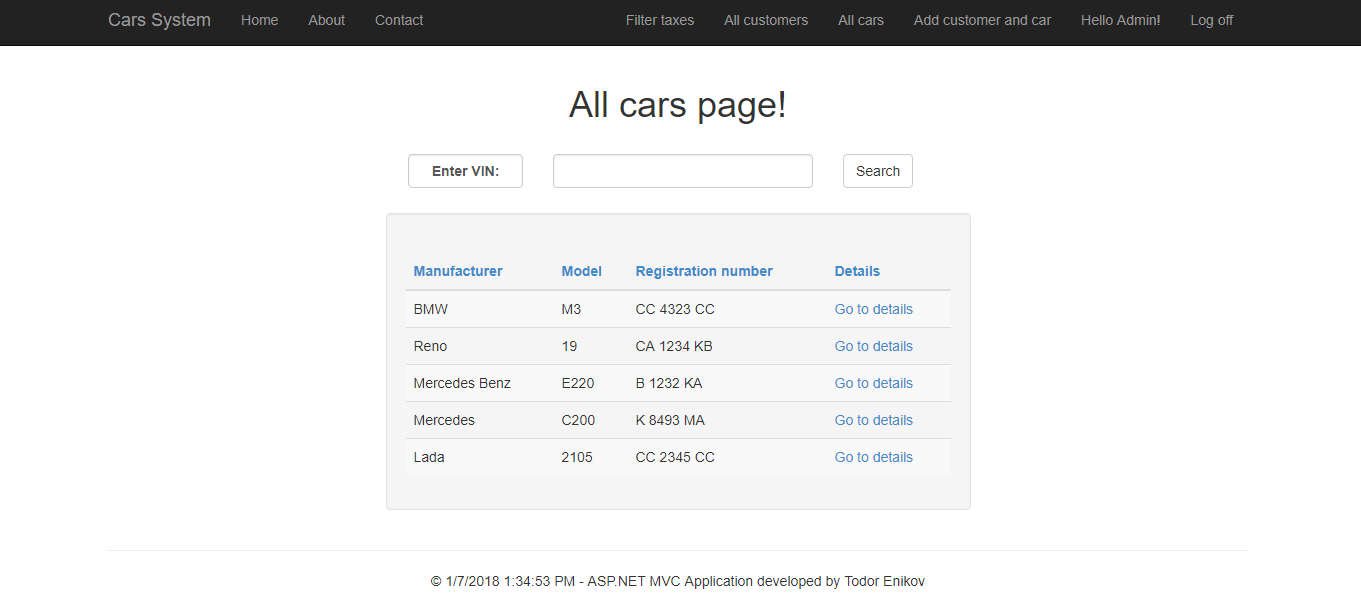 Cars System Home About Contact Filter taxes All customers All cars Add customer and car Hello Admin! Log off
All cars page!
Enter VIN: Search
Manufacturer Model Registration number Details
BMW M3 CC 4323 CC Go to details
Reno 19 CA 1234 KB Go to details
Mercedes Benz E220 B 1232 KA Go to details
Mercedes C200 K 8493 MA Go to details
Lada 2105 CC 2345 CC Go to details
© 1/7/2018 1:34:53 PM - ASP.NET MVC Application developed by Todor Enikov